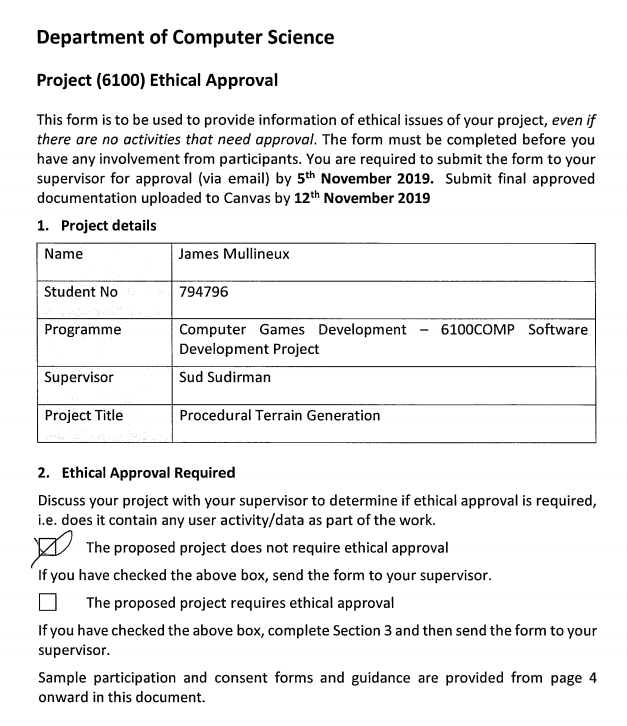 Department of Computer Science
Project (6100) Ethical Approval
This form is to be used to provide information of ethical issues of your project, even if
there are no activities that need approval. The form must be completed before you
have any involvement from participants. You are required to submit the form to your
supervisor for approval (via email) by 5th November 2019. Submit final approved
documentation uploaded to Canvas by 12th November 2019
1. Project details
Name James Mullineux
Student No 794796
Programme Computer Games Development – 6100COMP Software
Development Project
Supervisor Sud Sudirman
Project Title Procedural Terrain Generation
2. Ethical Approval Required
Discuss your project with your supervisor to determine if ethical approval is required,
i.e. does it contain any user activity/data as part of the work.
The proposed project does not require ethical approval
If you have checked the above box, send the form to your supervisor.
The proposed project requires ethical approval
If you have checked the above box, complete Section 3 and then send the form to your
supervisor.
Sample participation and consent forms and guidance are provided from page 4
onward in this document.